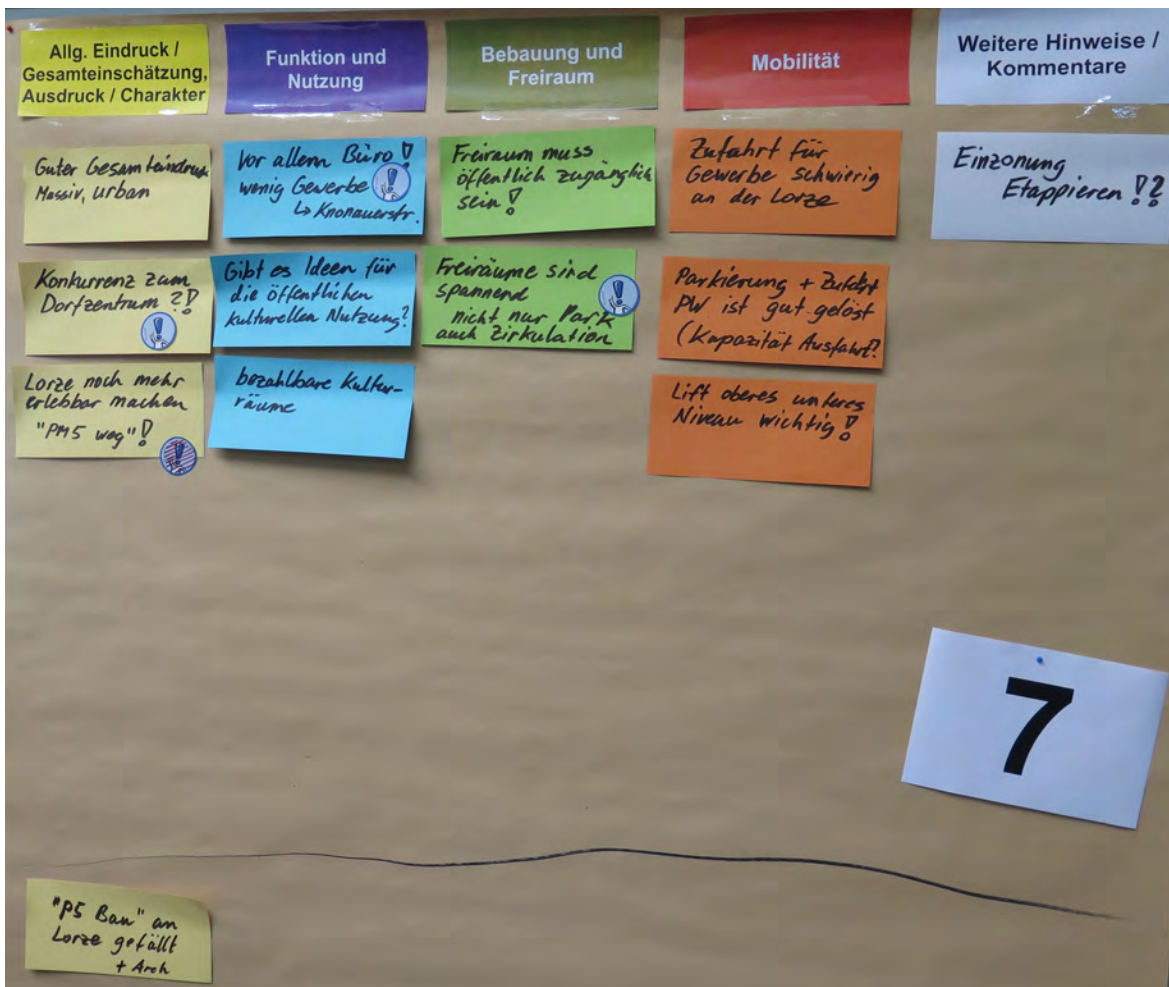 Allg. Eindruck /
Gesamteinschätzung,
Ausdruck / Charakter
Guter Gesamteindruck
Massiv, urban
Konkurrenz zum
Dorfzentrum ?!
Lorze noch mehr
erlebbar machen
"PM5 weg"!
Funktion und
Nutzung
Vor allem Büro !
wenig Gewerbe
↳ Knonauerstr.
Gibt es Ideen für
die öffentlichen
kulturellen Nutzung?
bezahlbare Kultur-
räume
Bebauung und
Freiraum
Freiraum muss
öffentlich zugänglich
sein !
Freiräume sind
spannend
nicht nur Park
auch Zirkulation
Mobilität
Zufahrt für
Gewerbe schwierig
an der Lorze
Parkierung + Zufahrt
PW ist gut gelöst
(Kapazität Ausfahrt?
Lift oberes unteres
Niveau wichtig !
Weitere Hinweise /
Kommentare
Einzonung
Etappieren !?
7
"P5 Bau" an
Lorze gefällt
+ Arch